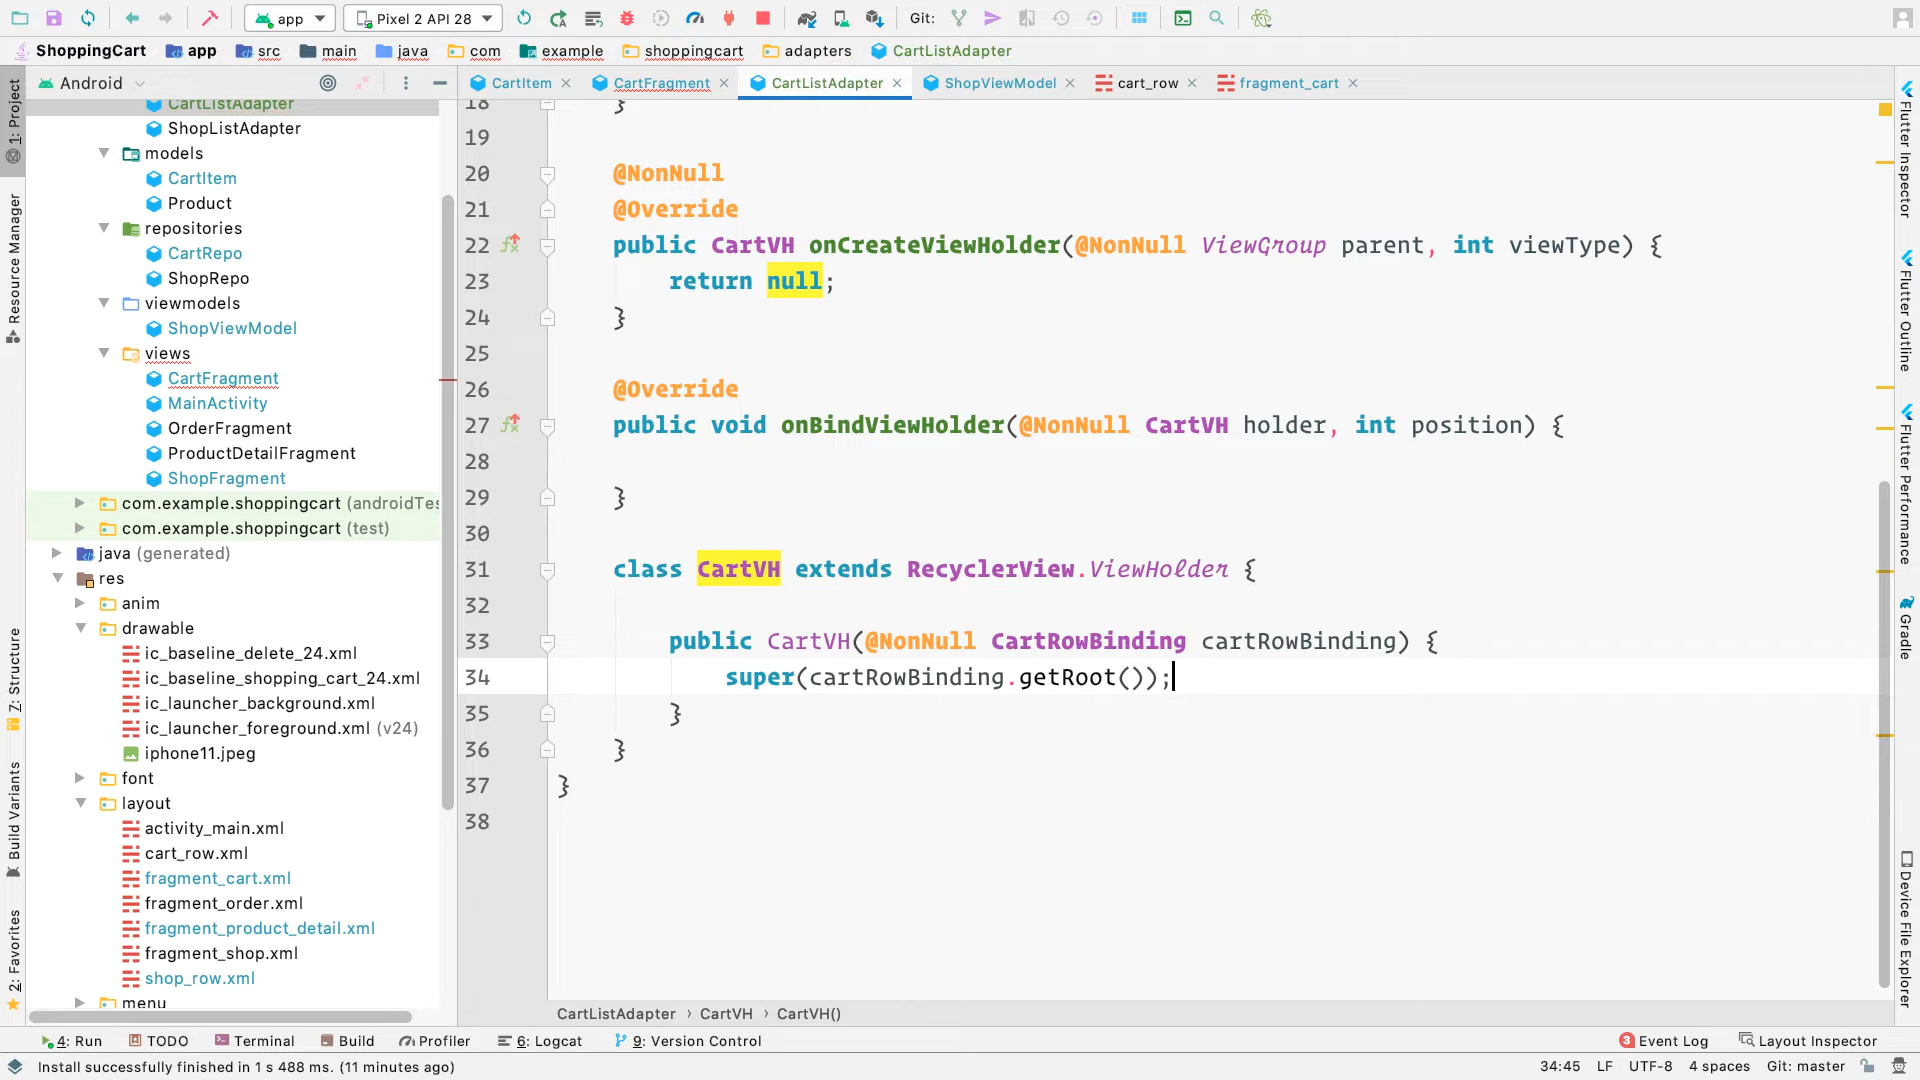 app
Pixel 2 API 28
Git:
ShoppingCart app src main java com example shoppingcart adapters CartListAdapter
Android
CartItem CartFragment CartListAdapter ShopViewModel cart_row fragment_cart
CartListAdapter
ShopListAdapter
models
CartItem
Product
repositories
CartRepo
ShopRepo
viewmodels
ShopViewModel
views
CartFragment
MainActivity
OrderFragment
ProductDetailFragment
ShopFragment
com.example.shoppingcart (androidTes
com.example.shoppingcart (test)
java (generated)
res
anim
drawable
ic_baseline_delete_24.xml
ic_baseline_shopping_cart_24.xml
ic_launcher_background.xml
ic_launcher_foreground.xml (v24)
iphone11.jpeg
font
layout
activity_main.xml
cart_row.xml
fragment_cart.xml
fragment_order.xml
fragment_product_detail.xml
fragment_shop.xml
shop_row.xml
menu
1: Project
Resource Manager
7: Structure
Build Variants
2: Favorites
18 }
19
20 @NonNull
21 @Override
22 public CartVH onCreateViewHolder(@NonNull ViewGroup parent, int viewType) {
23 return null;
24 }
25
26 @Override
27 public void onBindViewHolder(@NonNull CartVH holder, int position) {
28
29 }
30
31 class CartVH extends RecyclerView.ViewHolder {
32
33 public CartVH(@NonNull CartRowBinding cartRowBinding) {
34 super(cartRowBinding.getRoot());
35 }
36 }
37 }
38
CartListAdapter › CartVH › CartVH()
Flutter Inspector
Flutter Outline
Flutter Performance
Gradle
Device File Explorer
4: Run TODO Terminal Build Profiler 6: Logcat 9: Version Control 3 Event Log Layout Inspector
Install successfully finished in 1 s 488 ms. (11 minutes ago) 34:45 LF UTF-8 4 spaces Git: master